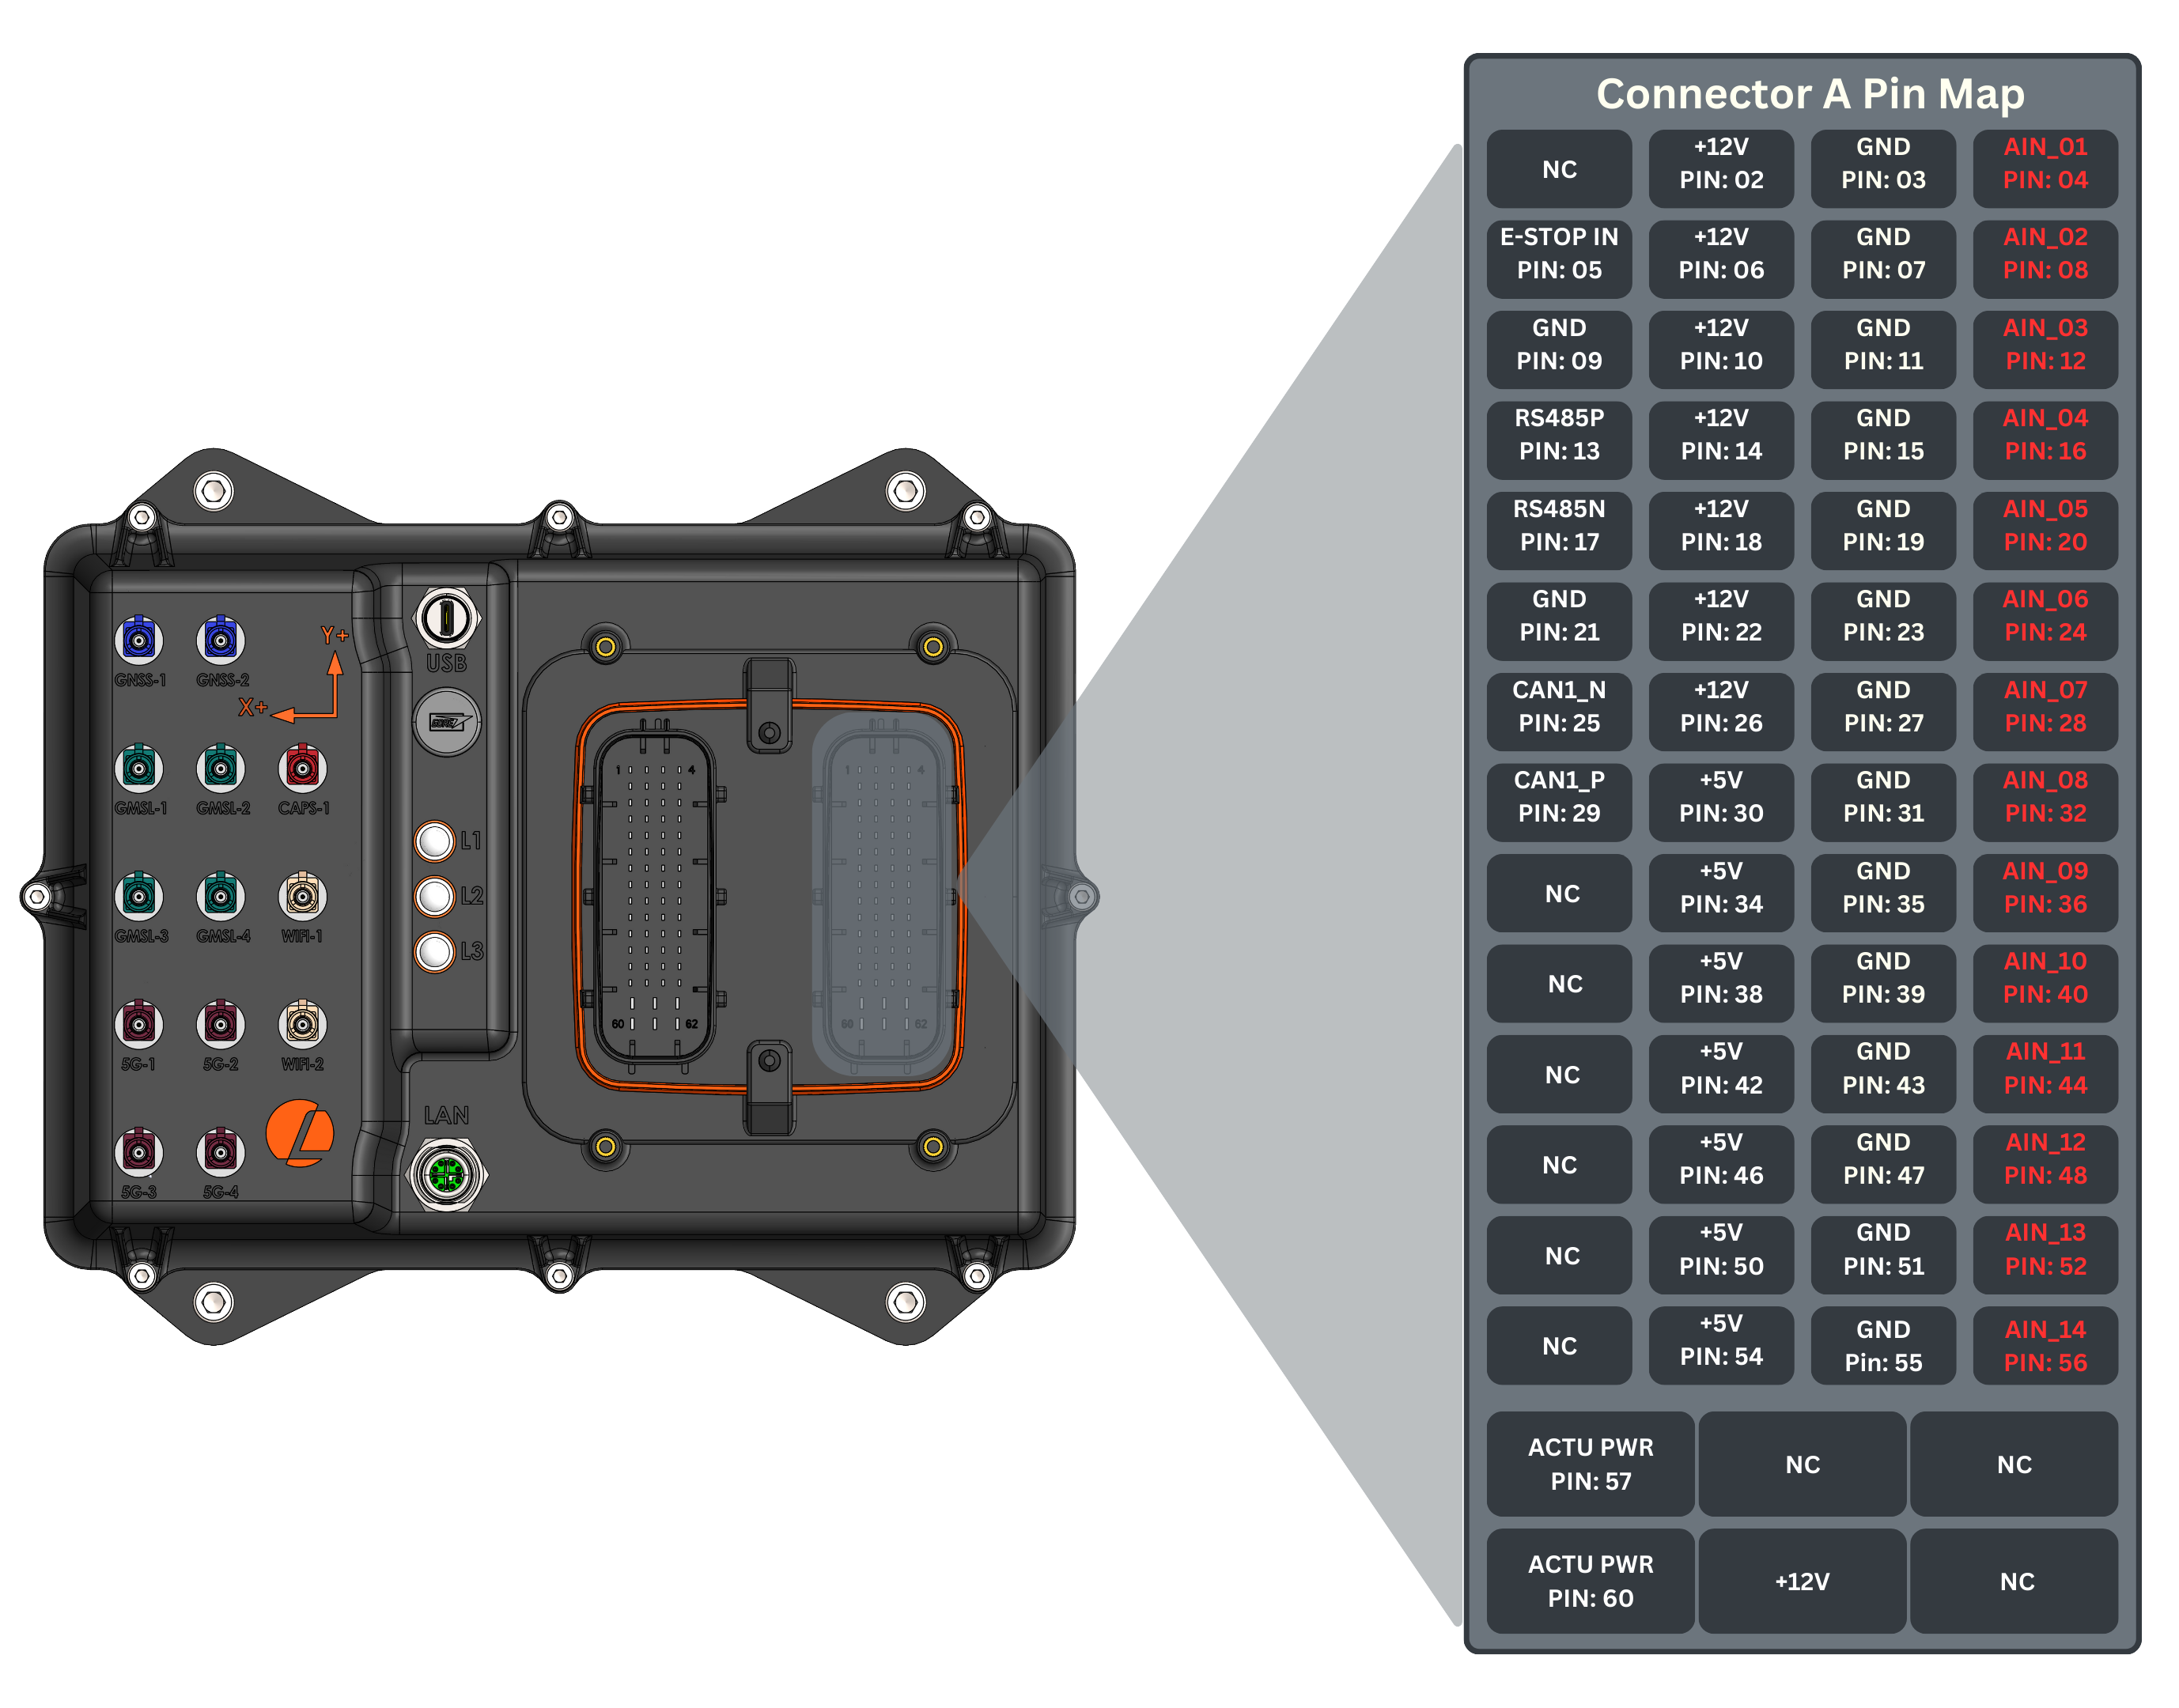 Connector A Pin Map
NC
+12V
PIN: 02
GND
PIN: 03
AIN_01
PIN: 04
E-STOP IN
PIN: 05
+12V
PIN: 06
GND
PIN: 07
AIN_02
PIN: 08
GND
PIN: 09
+12V
PIN: 10
GND
PIN: 11
AIN_03
PIN: 12
RS485P
PIN: 13
+12V
PIN: 14
GND
PIN: 15
AIN_04
PIN: 16
RS485N
PIN: 17
+12V
PIN: 18
GND
PIN: 19
AIN_05
PIN: 20
GND
PIN: 21
+12V
PIN: 22
GND
PIN: 23
AIN_06
PIN: 24
CAN1_N
PIN: 25
+12V
PIN: 26
GND
PIN: 27
AIN_07
PIN: 28
CAN1_P
PIN: 29
+5V
PIN: 30
GND
PIN: 31
AIN_08
PIN: 32
NC
+5V
PIN: 34
GND
PIN: 35
AIN_09
PIN: 36
NC
+5V
PIN: 38
GND
PIN: 39
AIN_10
PIN: 40
NC
+5V
PIN: 42
GND
PIN: 43
AIN_11
PIN: 44
NC
+5V
PIN: 46
GND
PIN: 47
AIN_12
PIN: 48
NC
+5V
PIN: 50
GND
PIN: 51
AIN_13
PIN: 52
NC
+5V
PIN: 54
GND
Pin: 55
AIN_14
PIN: 56
ACTU PWR
PIN: 57
NC
NC
ACTU PWR
PIN: 60
+12V
NC
GNSS-1
GNSS-2
Y+
X+
GMSL-1
GMSL-2
CAPS-1
GMSL-3
GMSL-4
WIFI-1
5G-1
5G-2
WIFI-2
5G-3
5G-4
USB
GORE
L1
L2
L3
LAN
1
4
60
62
1
4
60
62